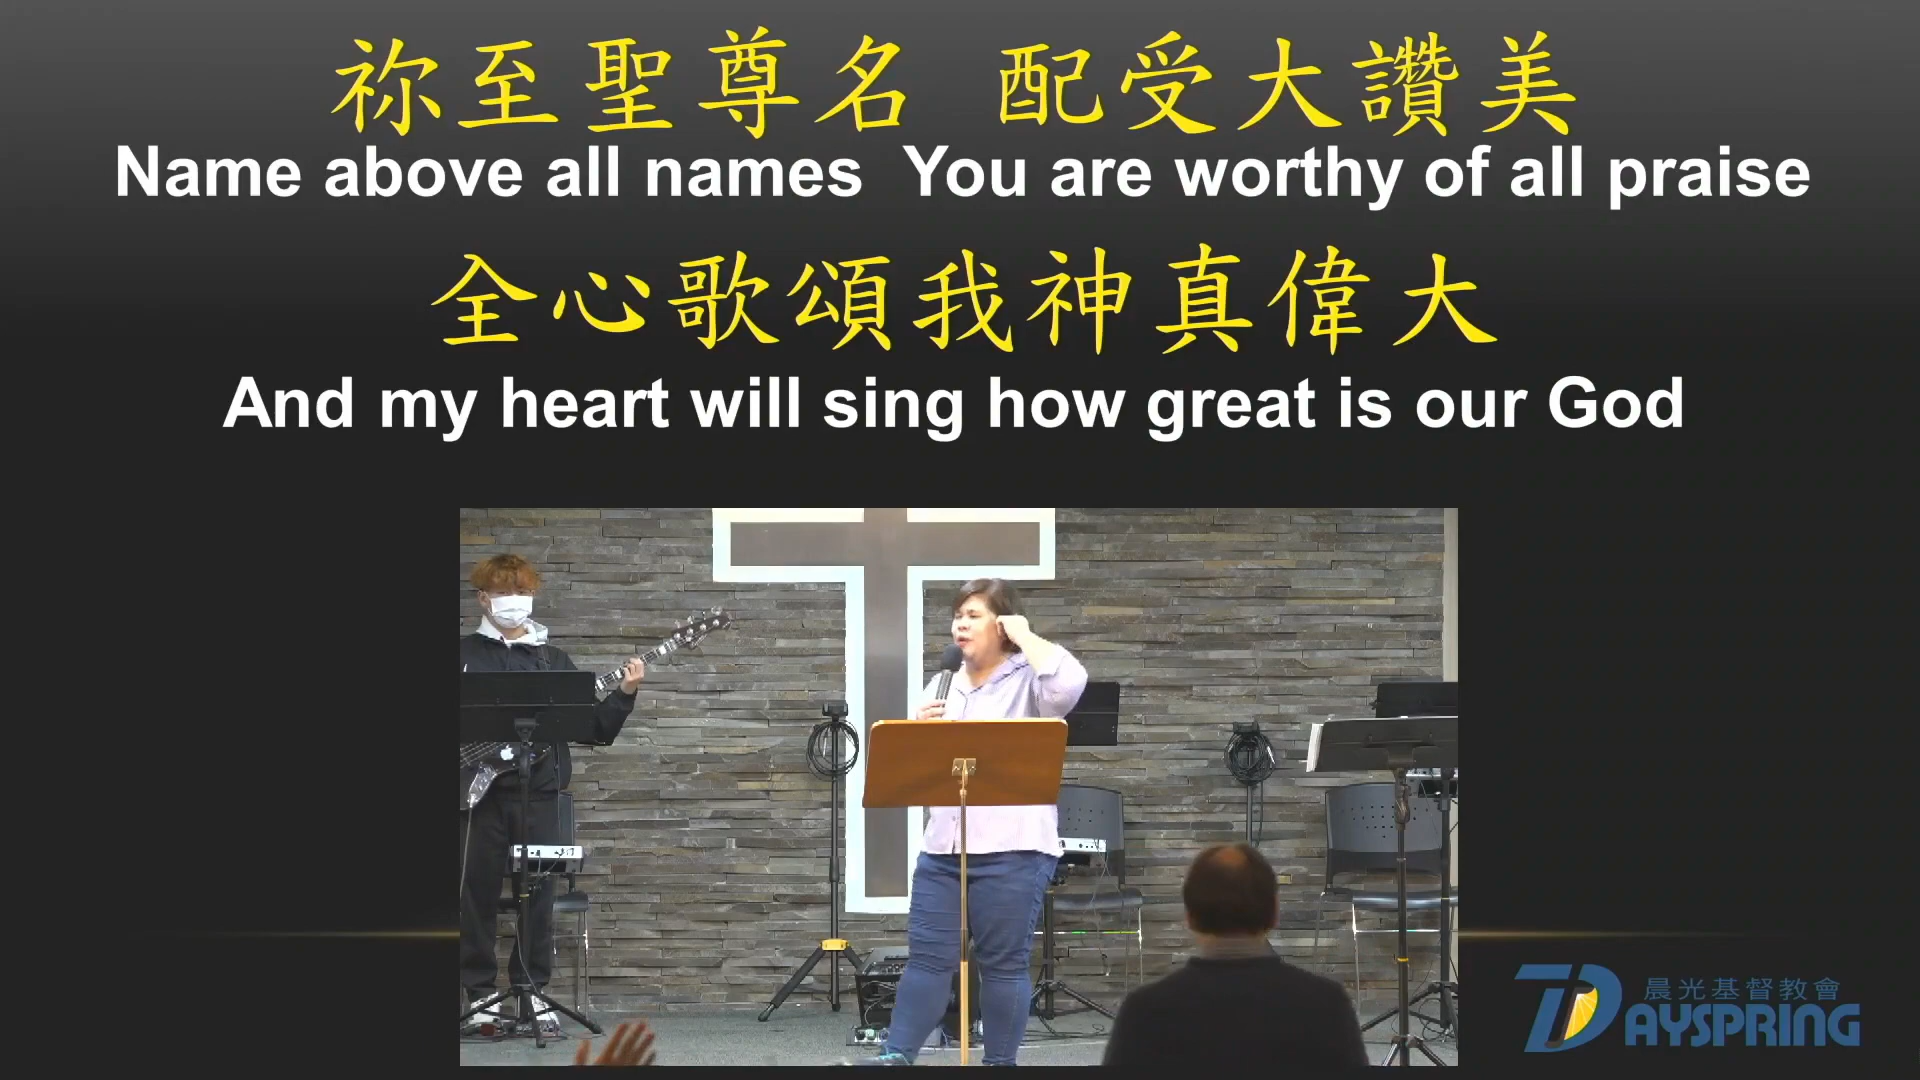 祢至聖尊名 配受大讚美
Name above all names You are worthy of all praise
全心歌頌我神真偉大
And my heart will sing how great is our God
晨光基督教會
DAYSPRING